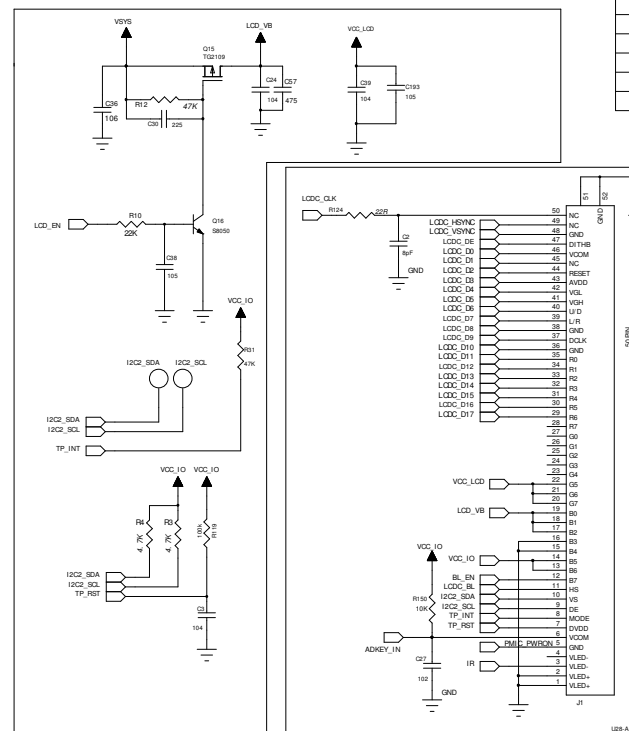 VSYS
LCD_VB
VCC_LCD
Q15
TG2109
C36
106
R12
47K
C30
225
C24
104
C57
475
C39
104
C193
105
LCD_EN
R10
22K
Q16
S8050
C38
105
VCC_IO
R31
47K
I2C2_SDA
I2C2_SCL
I2C2_SDA
I2C2_SCL
TP_INT
VCC_IO
VCC_IO
R4
4.7K
R3
4.7K
100k
R119
I2C2_SDA
I2C2_SCL
TP_RST
C3
104
LCDC_CLK
R124
22R
C2
8pF
GND
51
52
GND
50 NC
LCDC_HSYNC 49 NC
LCDC_VSYNC 48 GND
LCDC_DE 47 DITHB
LCDC_D0 46 VCOM
LCDC_D1 45 NC
LCDC_D2 44 RESET
LCDC_D3 43 AVDD
LCDC_D4 42 VGL
LCDC_D5 41 VGH
LCDC_D6 40 U/D
LCDC_D7 39 L/R
LCDC_D8 38 GND
LCDC_D9 37 DCLK
LCDC_D10 36 GND
LCDC_D11 35 R0
LCDC_D12 34 R1
LCDC_D13 33 R2
LCDC_D14 32 R3
LCDC_D15 31 R4
LCDC_D16 30 R5
LCDC_D17 29 R6
28 R7
27 G0
26 G1
25 G2
24 G3
23 G4
VCC_LCD 22 G5
21 G6
20 G7
LCD_VB 19 B0
18 B1
17 B2
16 B3
15 B4
VCC_IO 14 B5
13 B6
BL_EN 12 B7
LCDC_BL 11 HS
I2C2_SDA 10 VS
I2C2_SCL 9 DE
TP_INT 8 MODE
TP_RST 7 DVDD
6 VCOM
PMIC_PWRON 5 GND
4 VLED-
IR 3 VLED-
2 VLED+
1 VLED+
VCC_IO
R150
10K
ADKEY_IN
C27
102
GND
J1
U28-A